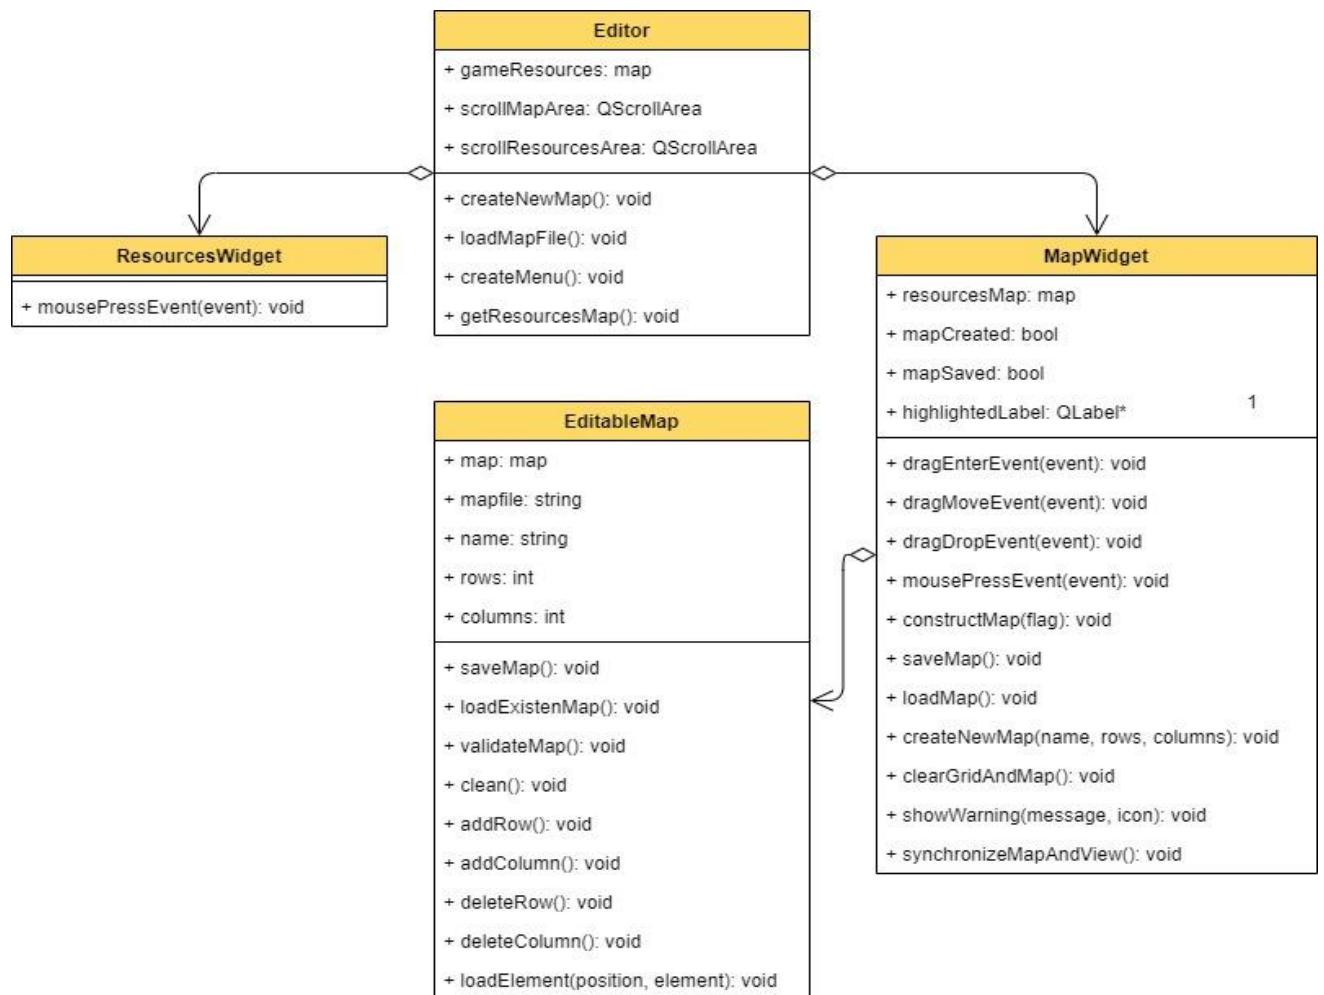 Editor
+ gameResources: map
+ scrollMapArea: QScrollArea
+ scrollResourcesArea: QScrollArea
+ createNewMap(): void
+ loadMapFile(): void
+ createMenu(): void
+ getResourcesMap(): void
ResourcesWidget
+ mousePressEvent(event): void
MapWidget
+ resourcesMap: map
+ mapCreated: bool
+ mapSaved: bool
+ highlightedLabel: QLabel*
1
+ dragEnterEvent(event): void
+ dragMoveEvent(event): void
+ dragDropEvent(event): void
+ mousePressEvent(event): void
+ constructMap(flag): void
+ saveMap(): void
+ loadMap(): void
+ createNewMap(name, rows, columns): void
+ clearGridAndMap(): void
+ showWarning(message, icon): void
+ synchronizeMapAndView(): void
EditableMap
+ map: map
+ mapfile: string
+ name: string
+ rows: int
+ columns: int
+ saveMap(): void
+ loadExistenMap(): void
+ validateMap(): void
+ clean(): void
+ addRow(): void
+ addColumn(): void
+ deleteRow(): void
+ deleteColumn(): void
+ loadElement(position, element): void